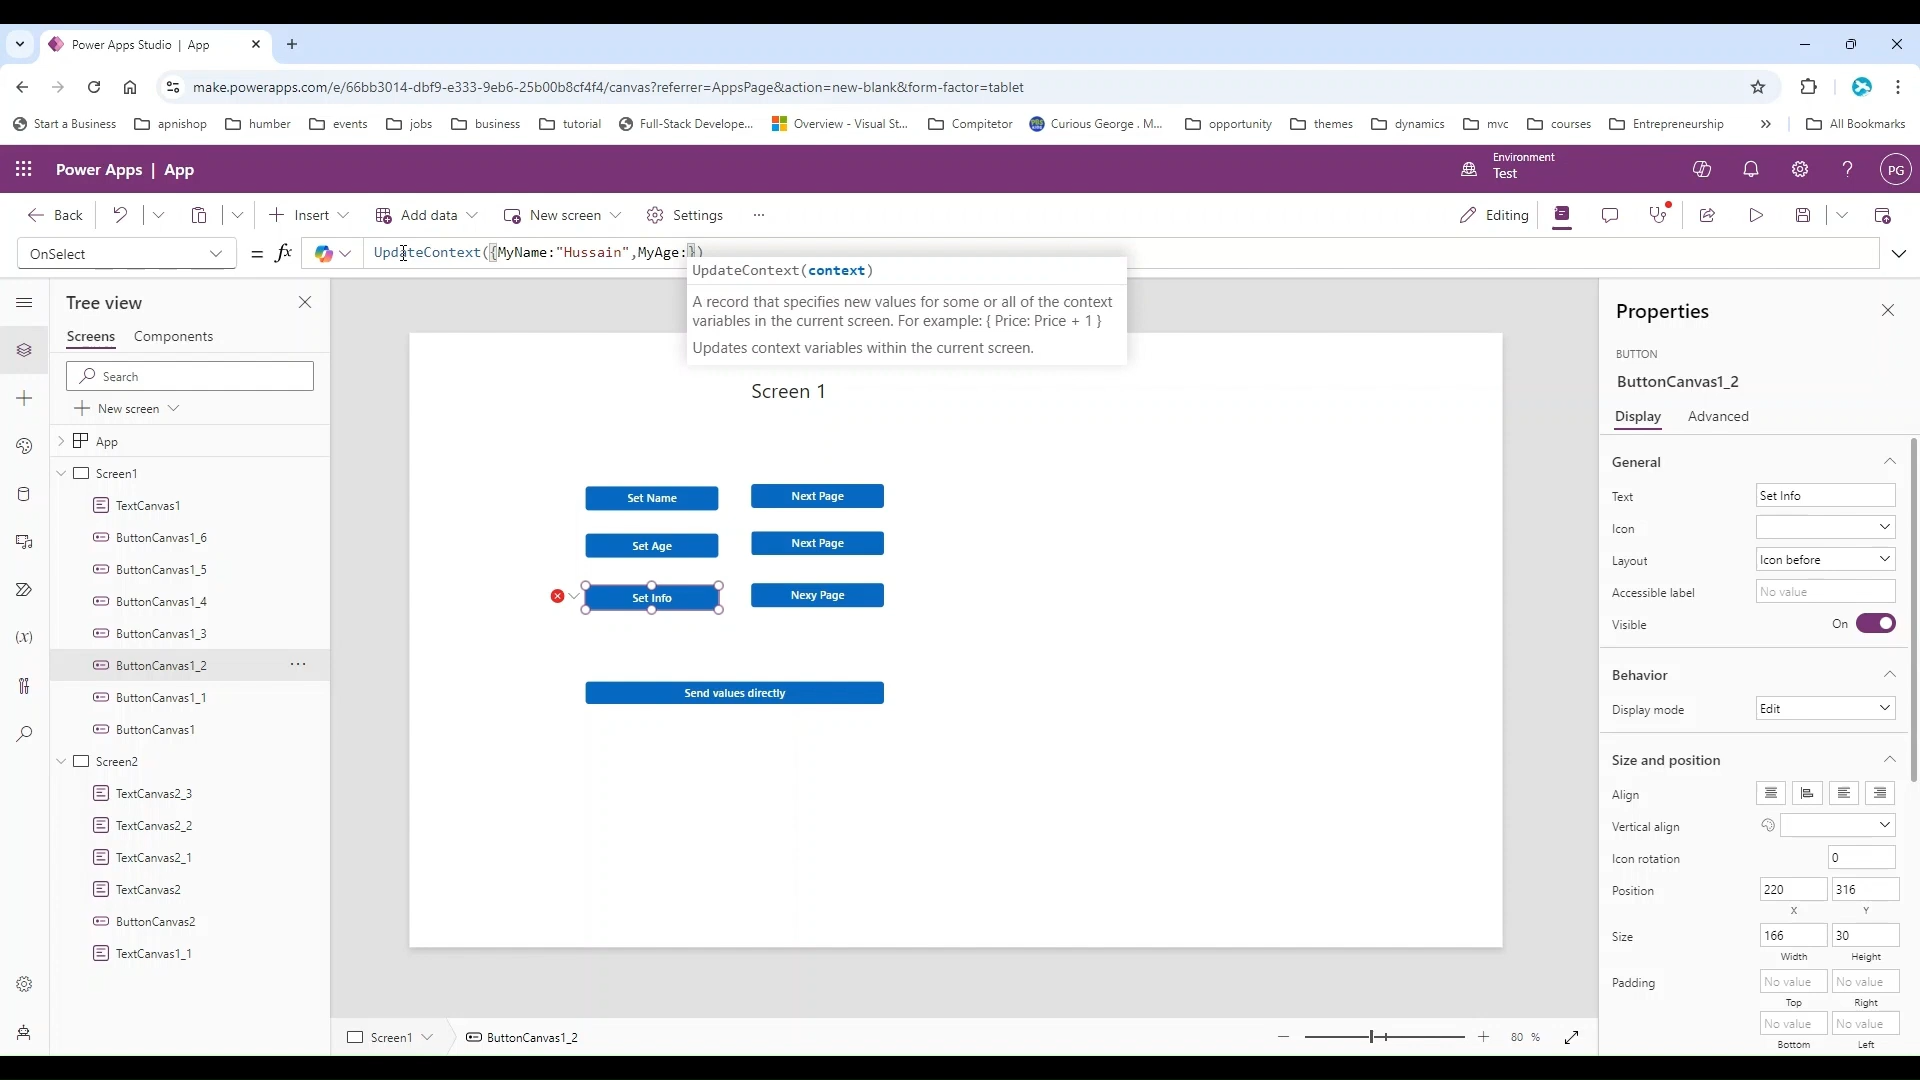 Power Apps Studio | App
make.powerapps.com/e/66bb3014-dbf9-e333-9eb6-25b00b8cf4f4/canvas?referrer=AppsPage&action=new-blank&form-factor=tablet
Start a Business apnishop humber events jobs business tutorial Full-Stack Develope... Overview - Visual St... Compitetor Curious George . M... opportunity themes dynamics mvc courses Entrepreneurship » All Bookmarks
Power Apps | App
Environment
Test
PG
Back Insert Add data New screen Settings ... Editing
OnSelect = fx UpdateContext({MyName:"Hussain",MyAge:})
UpdateContext(context)
A record that specifies new values for some or all of the context
variables in the current screen. For example: { Price: Price + 1 }
Updates context variables within the current screen.
Tree view
Screens Components
Search
New screen
App
Screen1
TextCanvas1
ButtonCanvas1_6
ButtonCanvas1_5
ButtonCanvas1_4
ButtonCanvas1_3
ButtonCanvas1_2 ...
ButtonCanvas1_1
ButtonCanvas1
Screen2
TextCanvas2_3
TextCanvas2_2
TextCanvas2_1
TextCanvas2
ButtonCanvas2
TextCanvas1_1
Screen 1
Set Name Next Page
Set Age Next Page
Set Info Nexy Page
Send values directly
Screen1 ButtonCanvas1_2
80 %
Properties
BUTTON
ButtonCanvas1_2
Display Advanced
General
Text Set Info
Icon
Layout Icon before
Accessible label No value
Visible On
Behavior
Display mode Edit
Size and position
Align
Vertical align
Icon rotation 0
Position 220 316
X Y
Size 166 30
Width Height
Padding No value No value
Top Right
No value No value
Bottom Left